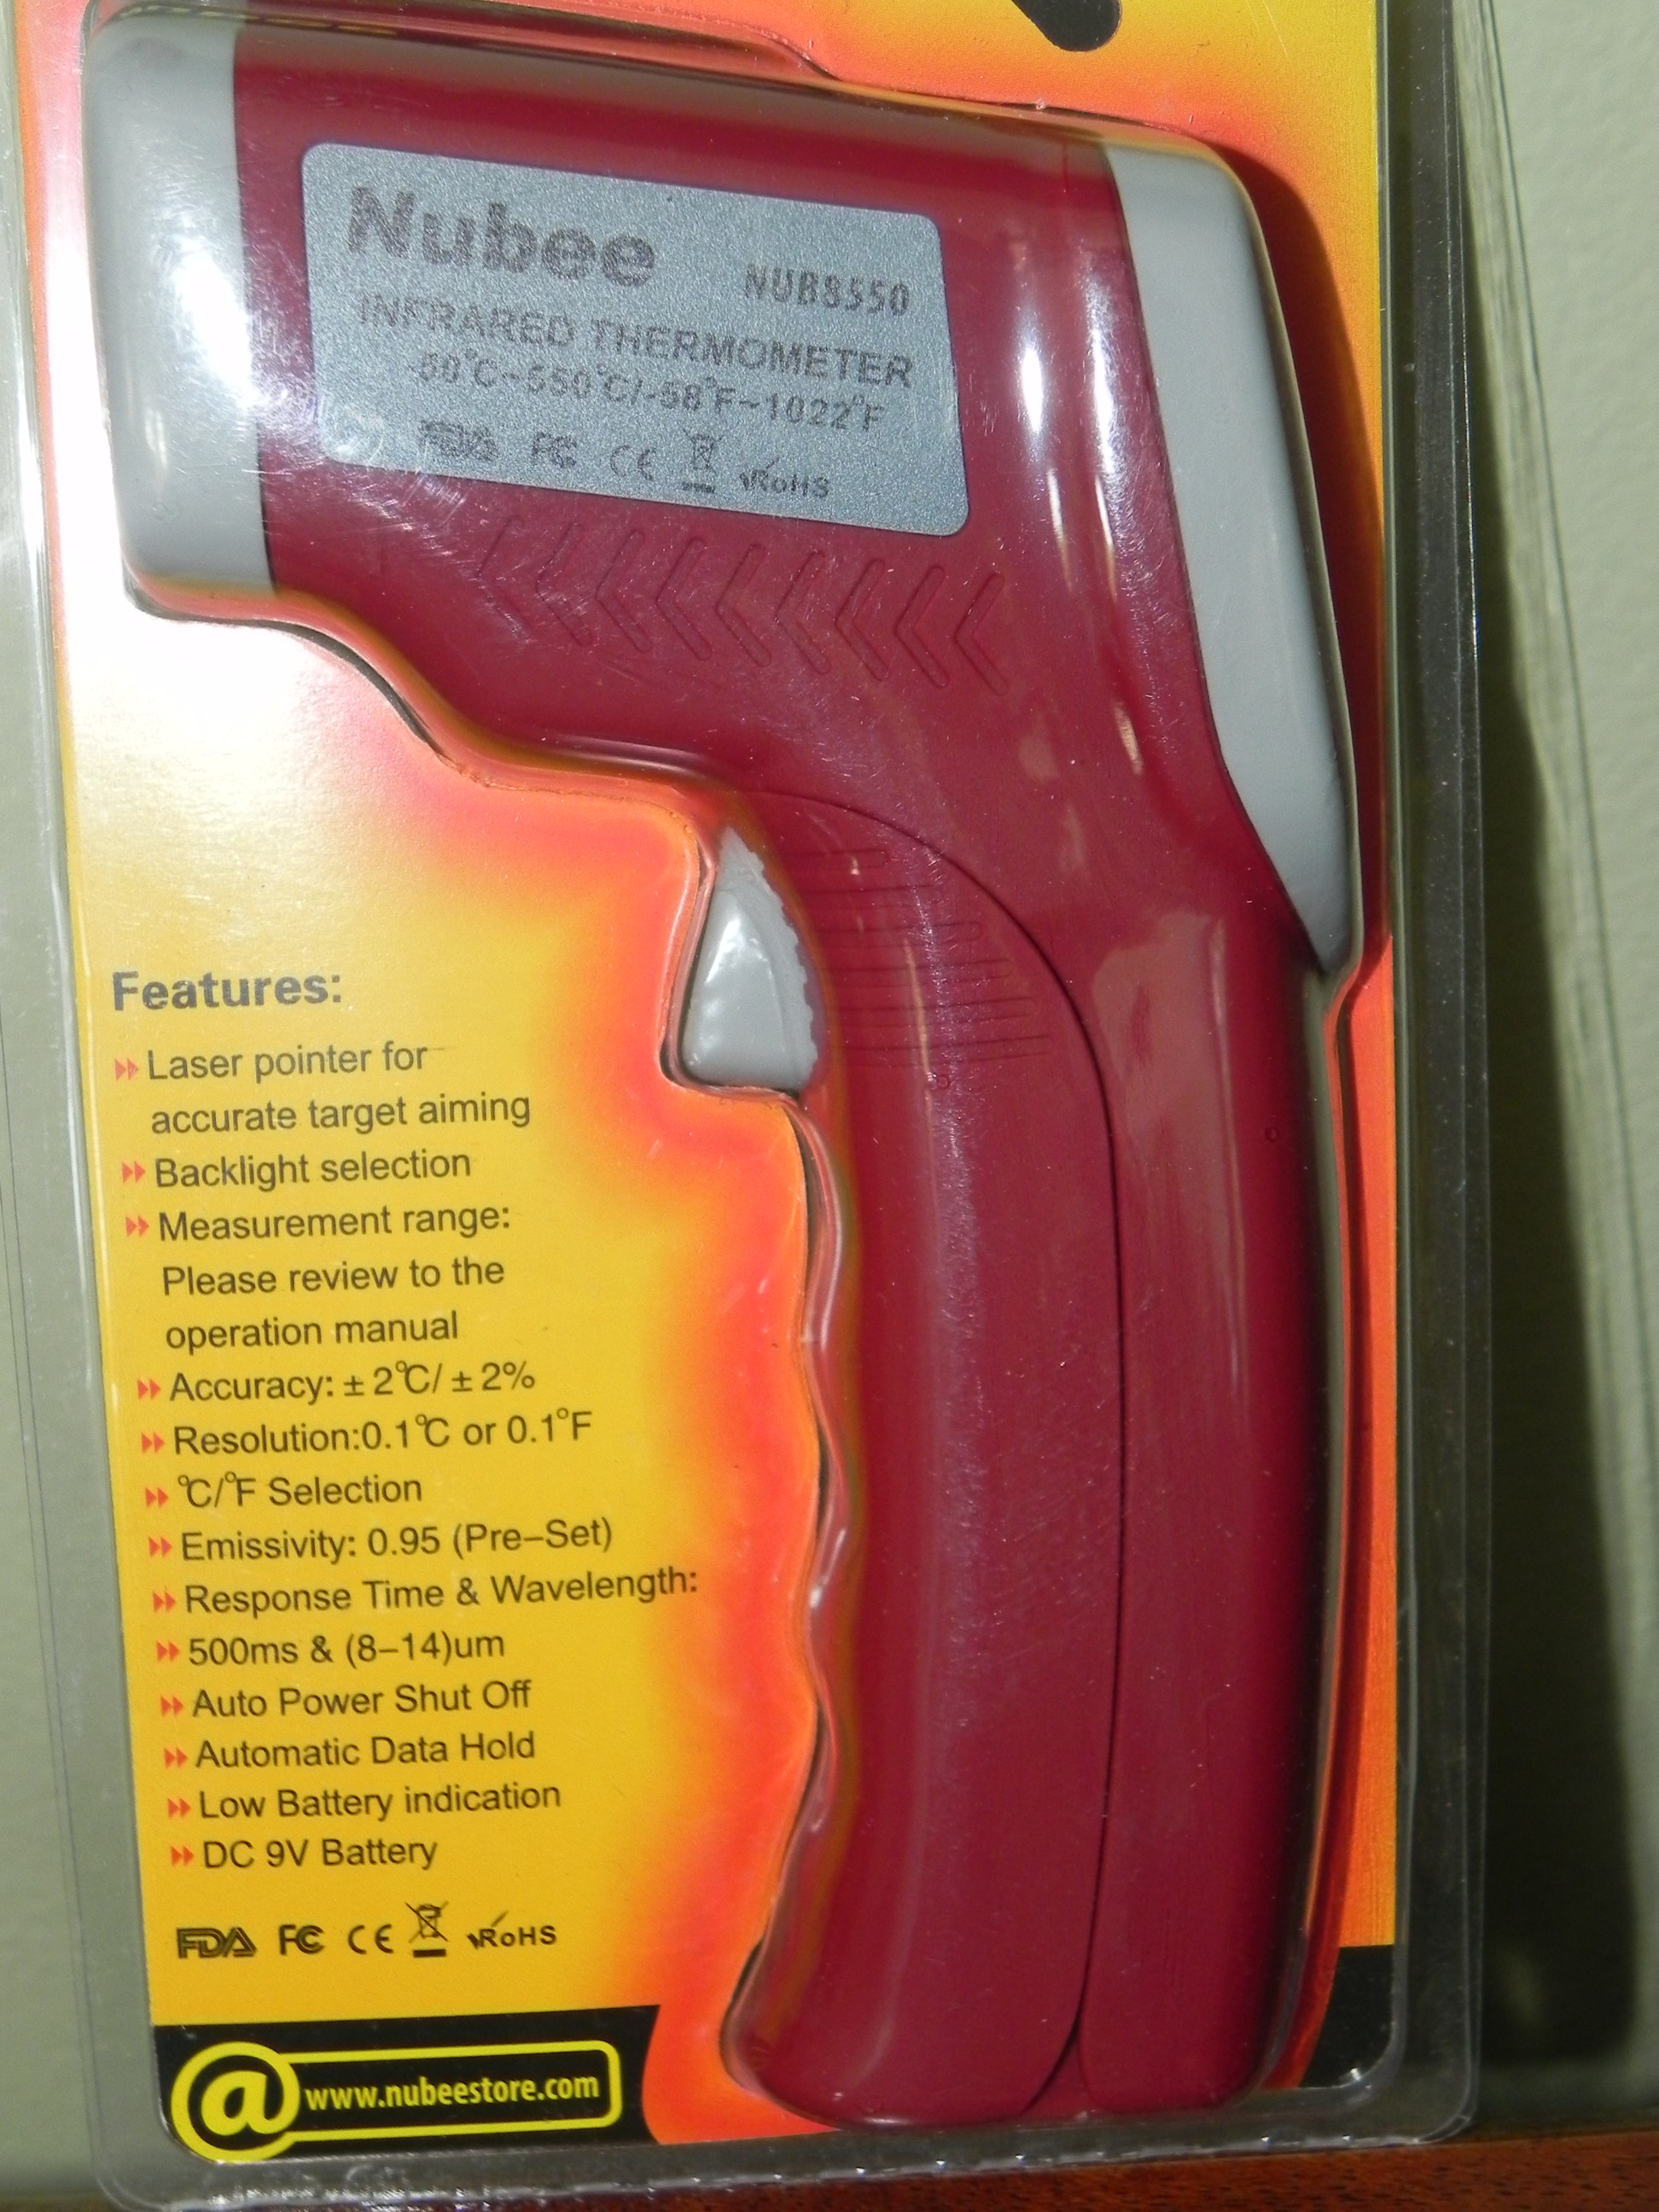 Nubee
NUB8550
INFRARED THERMOMETER
-50°C~550°C/-58°F~1022°F
FDA FC CE RoHS
Features:
Laser pointer for
accurate target aiming
Backlight selection
Measurement range:
Please review to the
operation manual
Accuracy: ± 2℃/ ± 2%
Resolution:0.1℃ or 0.1°F
℃/°F Selection
Emissivity: 0.95 (Pre-Set)
Response Time & Wavelength:
500ms & (8-14)um
Auto Power Shut Off
Automatic Data Hold
Low Battery indication
DC 9V Battery
FDA FC CE RoHS
@ www.nubeestore.com